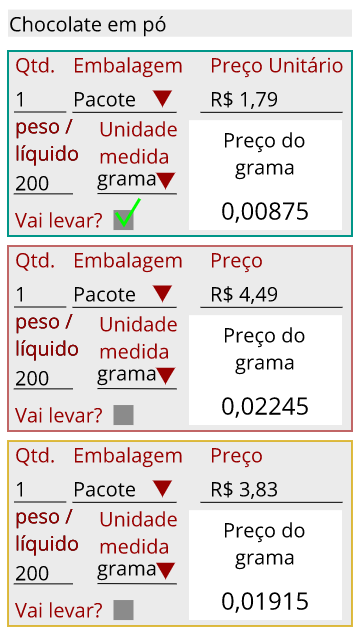 Chocolate em pó
Qtd. Embalagem Preço Unitário
1 Pacote R$ 1,79
peso / líquido Unidade medida Preço do grama
200 grama 0,00875
Vai levar?
Qtd. Embalagem Preço
1 Pacote R$ 4,49
peso / líquido Unidade medida Preço do grama
200 grama 0,02245
Vai levar?
Qtd. Embalagem Preço
1 Pacote R$ 3,83
peso / líquido Unidade medida Preço do grama
200 grama 0,01915
Vai levar?